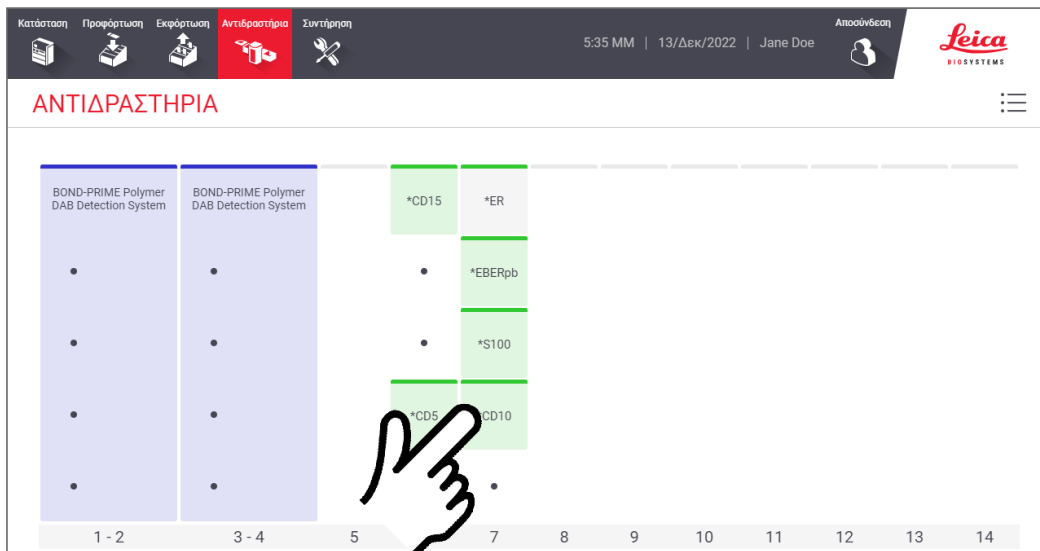 Κατάσταση Προφόρτωση Εκφόρτωση Αντιδραστήρια Συντήρηση
5:35 MM | 13/Δεκ/2022 | Jane Doe
Αποσύνδεση
Leica
BIOSYSTEMS
ΑΝΤΙΔΡΑΣΤΗΡΙΑ
BOND-PRIME Polymer
DAB Detection System
BOND-PRIME Polymer
DAB Detection System
*CD15 *ER
*EBERpb
*S100
*CD5 *CD10
1 - 2 3 - 4 5 7 8 9 10 11 12 13 14